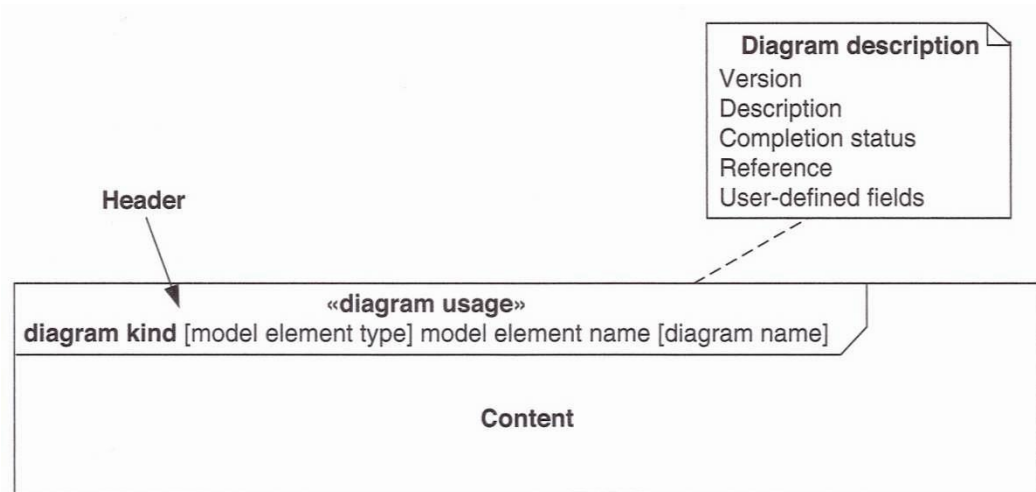 Diagram description
Version
Description
Completion status
Reference
User-defined fields
Header
«diagram usage»
diagram kind [model element type] model element name [diagram name]
Content